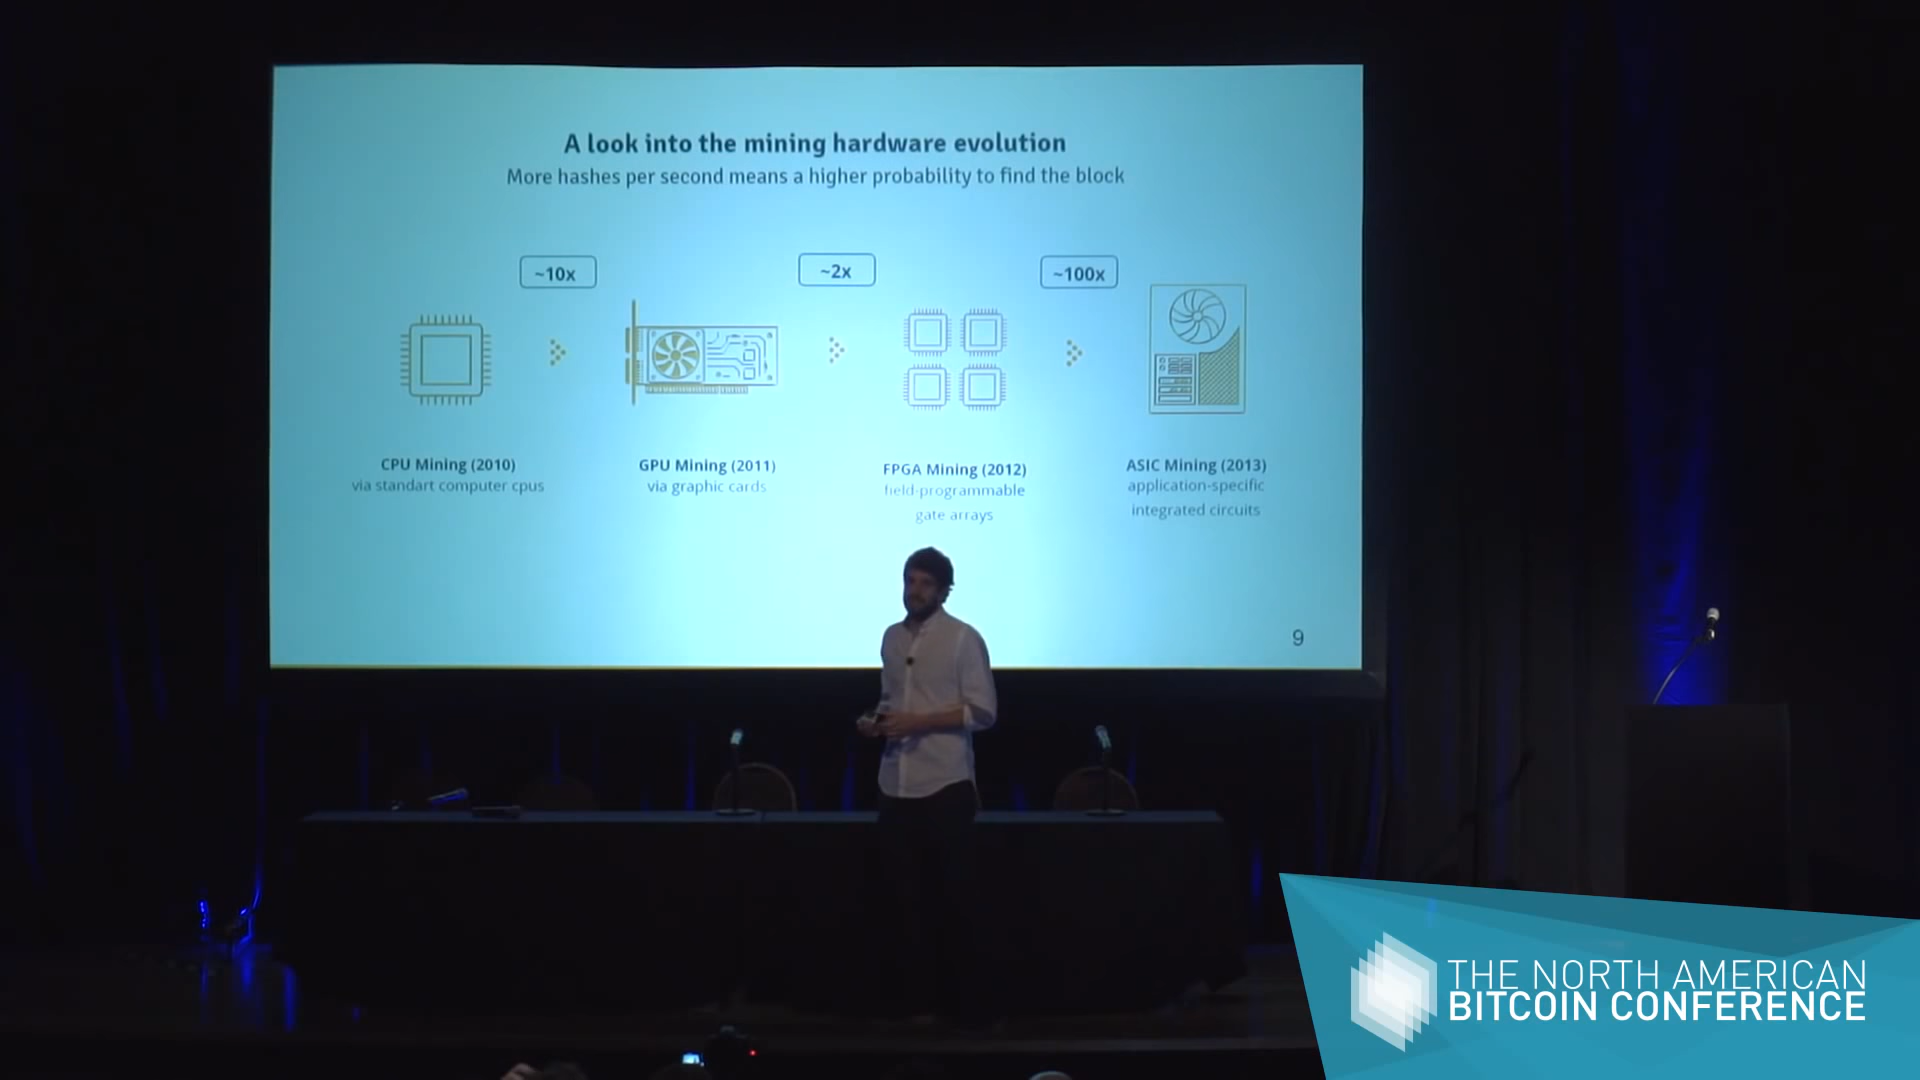 A look into the mining hardware evolution
More hashes per second means a higher probability to find the block
~10x
~2x
~100x
CPU Mining (2010)
via standart computer cpus
GPU Mining (2011)
via graphic cards
FPGA Mining (2012)
field-programmable
gate arrays
ASIC Mining (2013)
application-specific
integrated circuits
9
THE NORTH AMERICAN
BITCOIN CONFERENCE